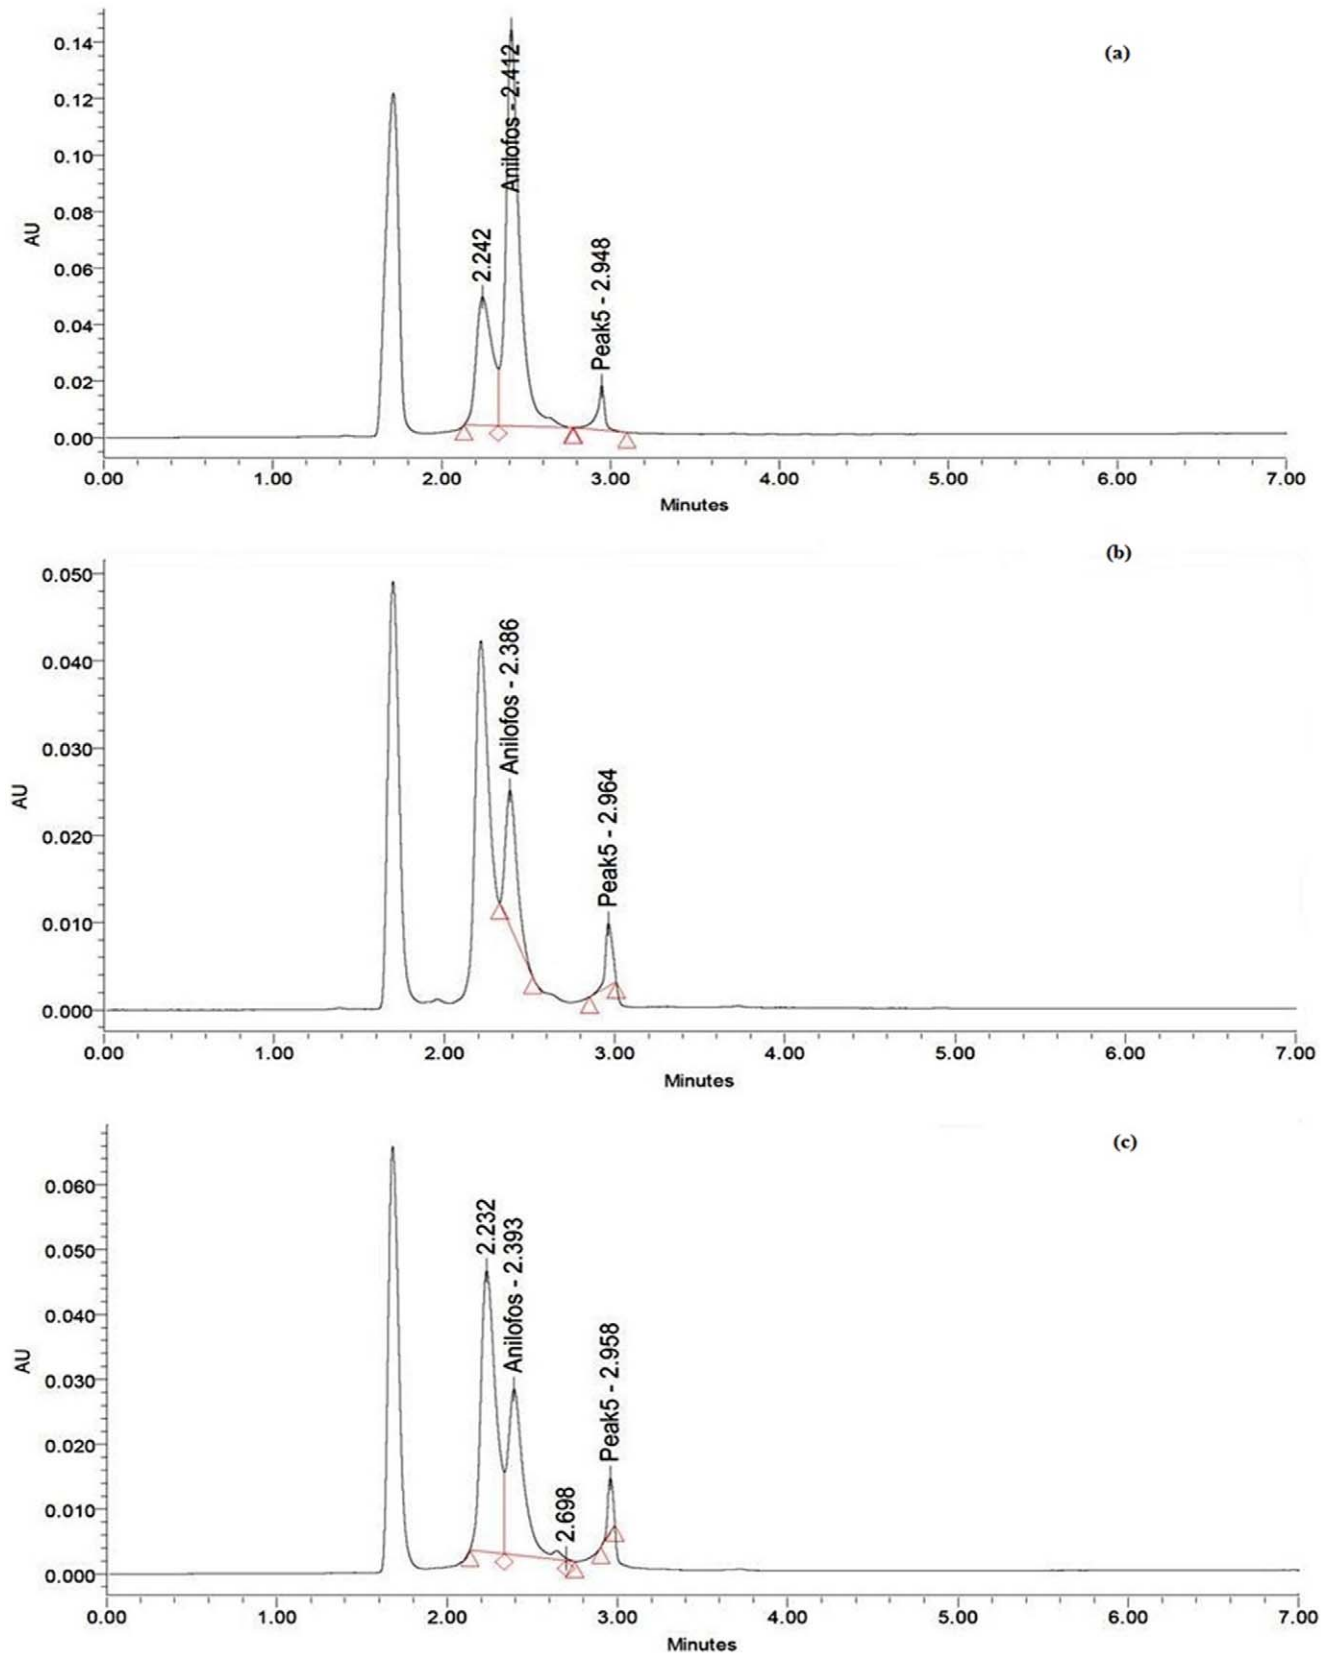 (a)
0.14
0.12
0.10
0.08
0.06
0.04
0.02
0.00
AU
2.242
Anilofos - 2.412
Peak5 - 2.948
0.00 1.00 2.00 3.00 4.00 5.00 6.00 7.00
Minutes
(b)
0.050
0.040
0.030
0.020
0.010
0.000
AU
Anilofos - 2.386
Peak5 - 2.964
0.00 1.00 2.00 3.00 4.00 5.00 6.00 7.00
Minutes
(c)
0.060
0.050
0.040
0.030
0.020
0.010
0.000
AU
2.232
Anilofos - 2.393
2.698
Peak5 - 2.958
0.00 1.00 2.00 3.00 4.00 5.00 6.00 7.00
Minutes